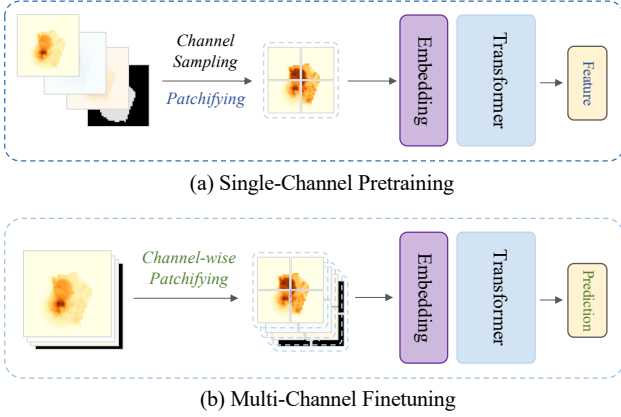 Channel
Sampling
Patchifying
Embedding
Transformer
Feature
(a) Single-Channel Pretraining
Channel-wise
Patchifying
Embedding
Transformer
Prediction
(b) Multi-Channel Finetuning